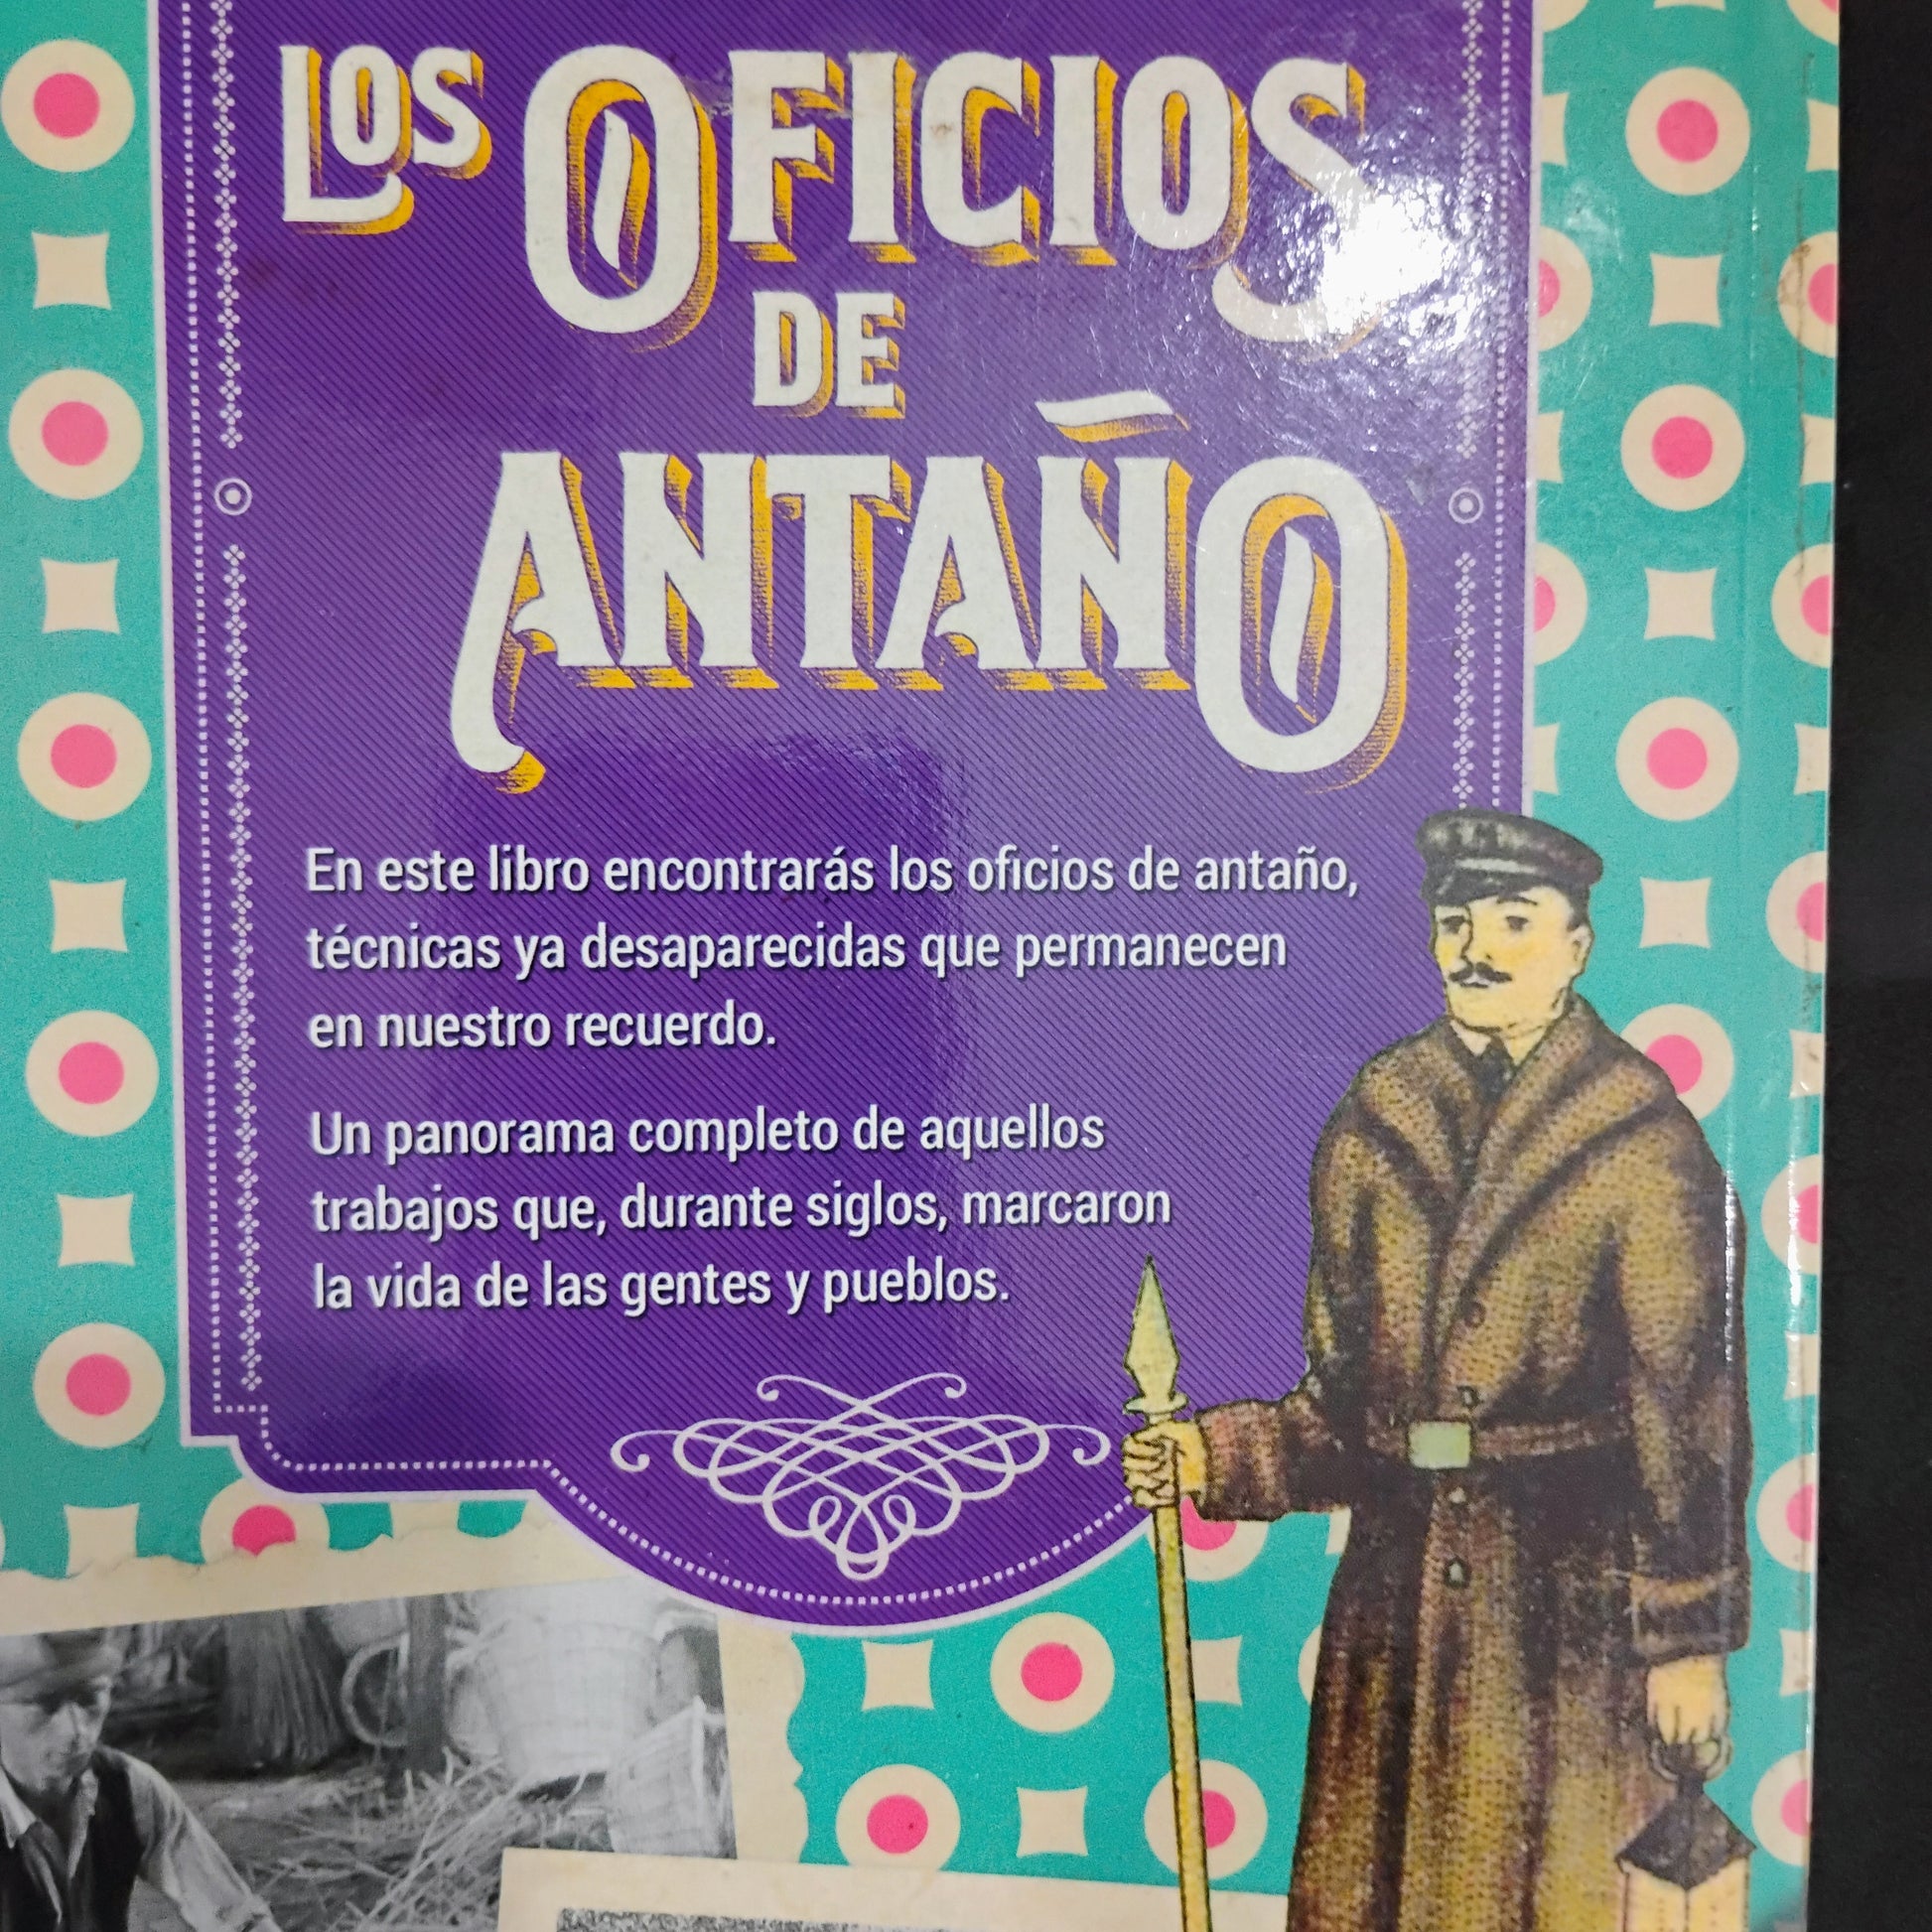 LOS OFICIOS
DE
ANTAÑO
En este libro encontrarás los oficios de antaño,
técnicas ya desaparecidas que permanecen
en nuestro recuerdo.
Un panorama completo de aquellos
trabajos que, durante siglos, marcaron
la vida de las gentes y pueblos.